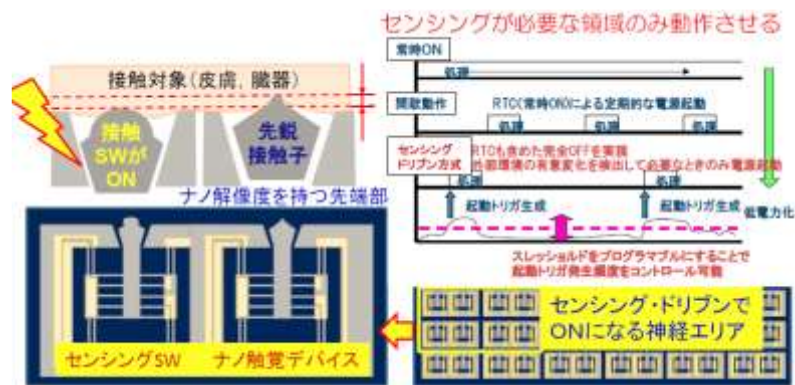 センシングが必要な領域のみ動作させる
接触対象(皮膚、臓器)
接触
SWが
ON
先鋭
接触子
ナノ解像度を持つ先端部
センシングSW
ナノ触覚デバイス
常時ON
処理
間歇動作
RTC(常時ON)による定期的な電源起動
処理
処理
処理
センシング
ドリブン方式
RTCも含めた完全OFFを実現
外部環境の有意変化を検出して必要なときのみ電源起動
処理
処理
起動トリガ生成
起動トリガ生成
低電力化
スレッショルドをプログラマブルにすることで
起動トリガ発生頻度をコントロール可能
センシング・ドリブンで
ONになる神経エリア